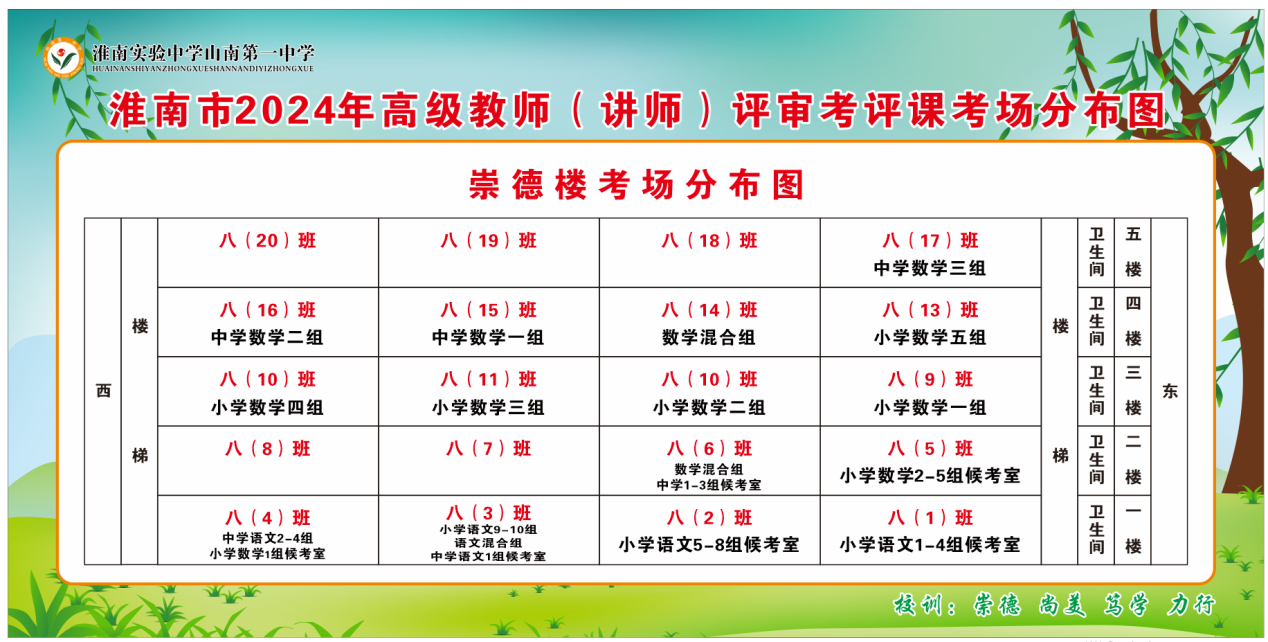 淮南实验中学山南第一中学
HUAINANSHIYANZHONGXUESHANNANDIYIZHONGXUE
淮南市2024年高级教师（讲师）评审考评课考场分布图
崇德楼考场分布图
西
楼梯
八（20）班
八（19）班
八（18）班
八（17）班
中学数学三组
卫生间
五楼
八（16）班
中学数学二组
八（15）班
中学数学一组
八（14）班
数学混合组
八（13）班
小学数学五组
卫生间
四楼
八（10）班
小学数学四组
八（11）班
小学数学三组
八（10）班
小学数学二组
八（9）班
小学数学一组
卫生间
三楼
八（8）班
八（7）班
八（6）班
数学混合组
中学1-3组候考室
八（5）班
小学数学2-5组候考室
卫生间
二楼
八（4）班
中学语文2-4组
小学数学1组候考室
八（3）班
小学语文9-10组
语文混合组
中学语文1组候考室
八（2）班
小学语文5-8组候考室
八（1）班
小学语文1-4组候考室
卫生间
一楼
楼梯
东
校训：崇德 尚美 笃学 力行